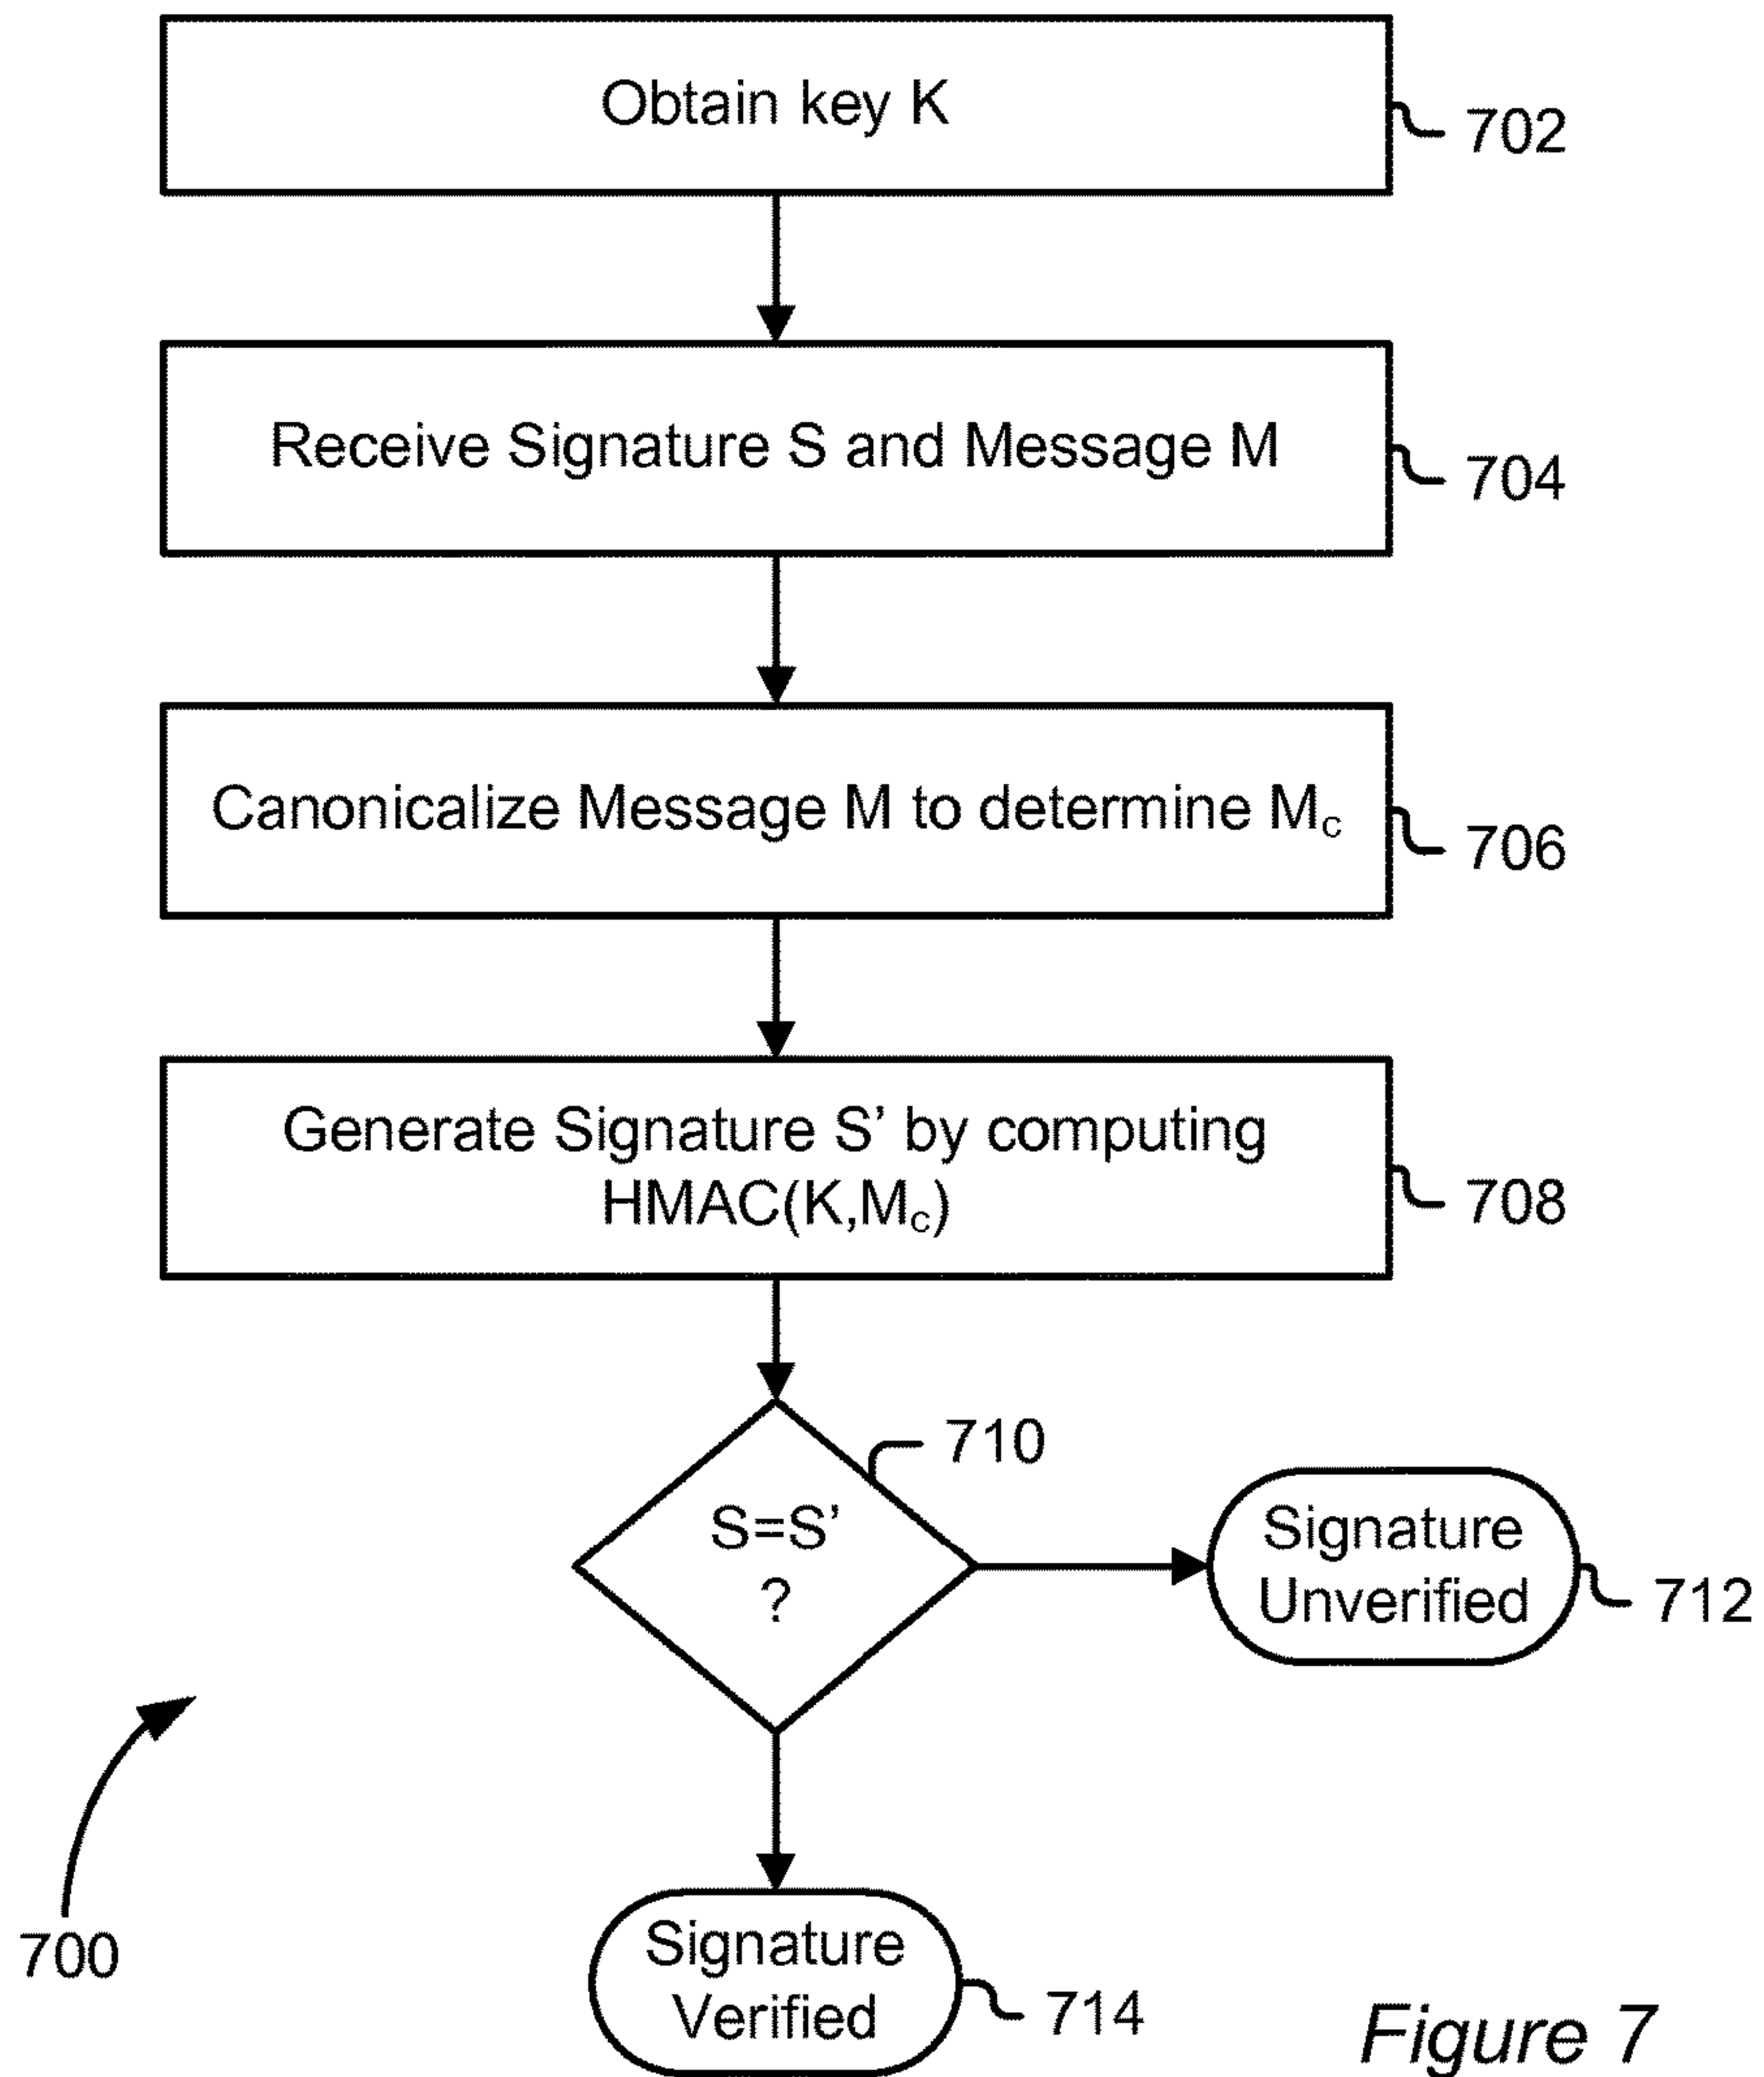 Obtain key K
702
Receive Signature S and Message M
704
Canonicalize Message M to determine Mc
706
Generate Signature S’ by computing
HMAC(K,Mc)
708
710
S=S’
?
Signature
Unverified
712
700
Signature
Verified
714
Figure 7